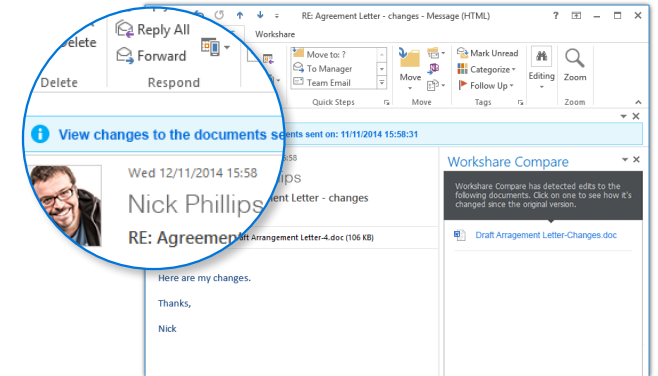 RE: Agreement Letter - changes - Message (HTML)
Workshare
Delete
Reply All
Forward
Delete
Respond
Move to: ?
To Manager
Team Email
Quick Steps
Move
Move
Mark Unread
Categorize
Follow Up
Tags
Editing
Zoom
Zoom
View changes to the documents sent on: 11/11/2014 15:58:31
Wed 12/11/2014 15:58
Nick Phillips
RE: Agreement Letter - changes
Draft Arrangement Letter-4.doc (106 KB)
Here are my changes.
Thanks,
Nick
Workshare Compare
Workshare Compare has detected edits to the
following documents. Click on one to see how it's
changed since the original version.
Draft Arragement Letter-Changes.doc